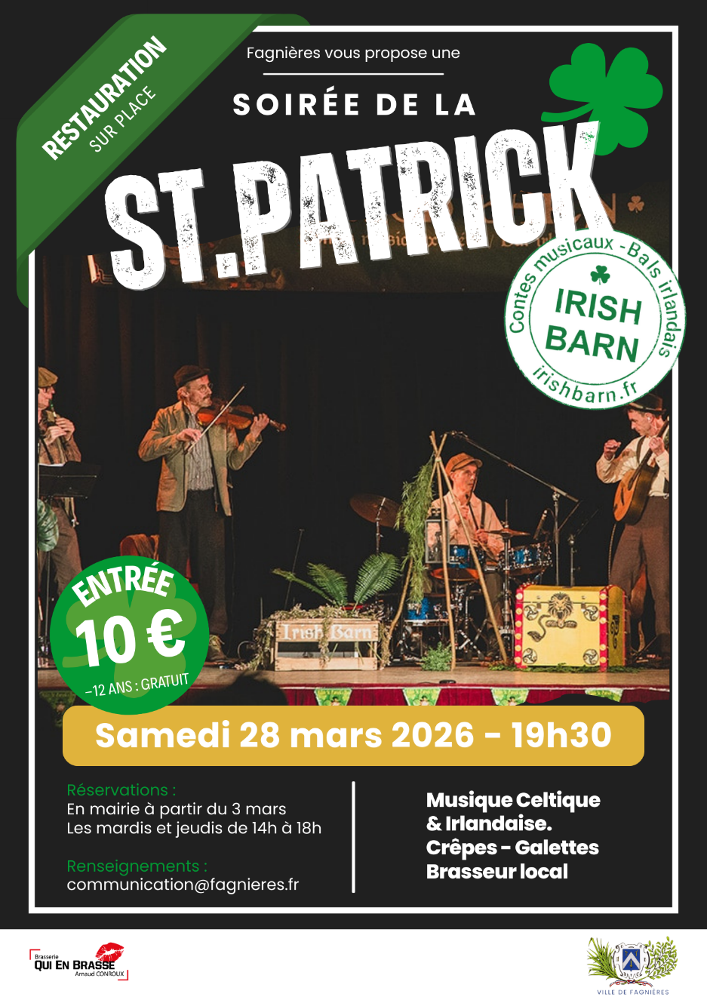 RESTAURATION
SUR PLACE
Fagnières vous propose une
SOIRÉE DE LA
ST.PATRICK
Contes musicaux - Bals irlandais
IRISH
BARN
irishbarn.fr
Irish Barn
ENTRÉE
10 €
-12 ANS : GRATUIT
Samedi 28 mars 2026 - 19h30
Réservations :
En mairie à partir du 3 mars
Les mardis et jeudis de 14h à 18h
Renseignements :
communication@fagnieres.fr
Musique Celtique
& Irlandaise.
Crêpes - Galettes
Brasseur local
Brasserie
QUI EN BRASSE
Arnaud CONROUX
VILLE DE FAGNIÈRES